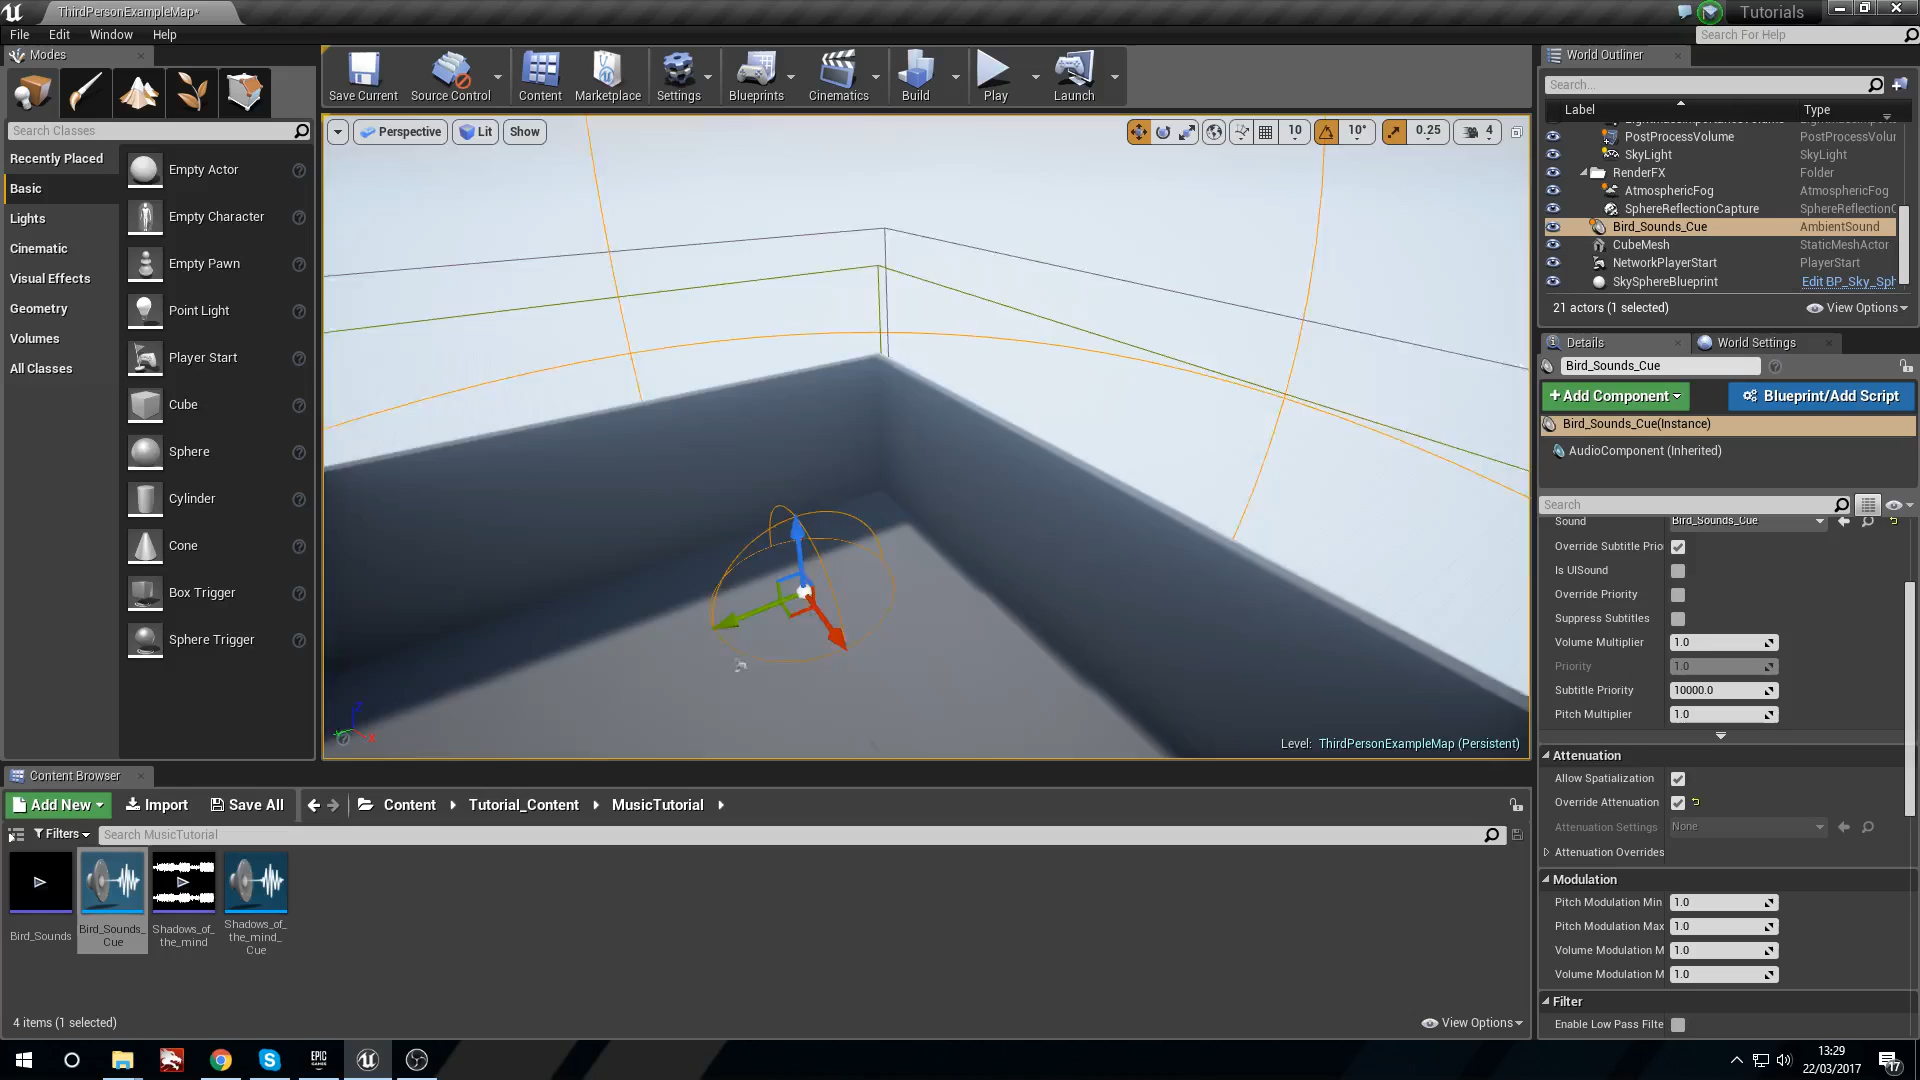 ThirdPersonExampleMap*
Tutorials
File
Edit
Window
Help
Search For Help
Modes
Search Classes
Recently Placed
Basic
Lights
Cinematic
Visual Effects
Geometry
Volumes
All Classes
Empty Actor
Empty Character
Empty Pawn
Point Light
Player Start
Cube
Sphere
Cylinder
Cone
Box Trigger
Sphere Trigger
Save Current
Source Control
Content
Marketplace
Settings
Blueprints
Cinematics
Build
Play
Launch
Perspective
Lit
Show
10
10°
0.25
4
Level: ThirdPersonExampleMap (Persistent)
World Outliner
Search...
Label
Type
PostProcessVolume
PostProcessVolur
SkyLight
SkyLight
RenderFX
Folder
AtmosphericFog
AtmosphericFog
SphereReflectionCapture
SphereReflectionC
Bird_Sounds_Cue
AmbientSound
CubeMesh
StaticMeshActor
NetworkPlayerStart
PlayerStart
SkySphereBlueprint
Edit BP_Sky_Sph
21 actors (1 selected)
View Options
Details
World Settings
Bird_Sounds_Cue
+Add Component
Blueprint/Add Script
Bird_Sounds_Cue(Instance)
AudioComponent (Inherited)
Search
Sound
Bird_Sounds_Cue
Override Subtitle Prio
Is UISound
Override Priority
Suppress Subtitles
Volume Multiplier
1.0
Priority
1.0
Subtitle Priority
10000.0
Pitch Multiplier
1.0
Attenuation
Allow Spatialization
Override Attenuation
Attenuation Settings
None
Attenuation Overrides
Modulation
Pitch Modulation Min
1.0
Pitch Modulation Max
1.0
Volume Modulation M
1.0
Volume Modulation M
1.0
Filter
Enable Low Pass Filte
Content Browser
Add New
Import
Save All
Content
Tutorial_Content
MusicTutorial
Filters
Search MusicTutorial
Bird_Sounds
Bird_Sounds_
Cue
Shadows_of_
the_mind
Shadows_of_
the_mind_
Cue
4 items (1 selected)
View Options
EPIC
GAMES
13:29
22/03/2017
17